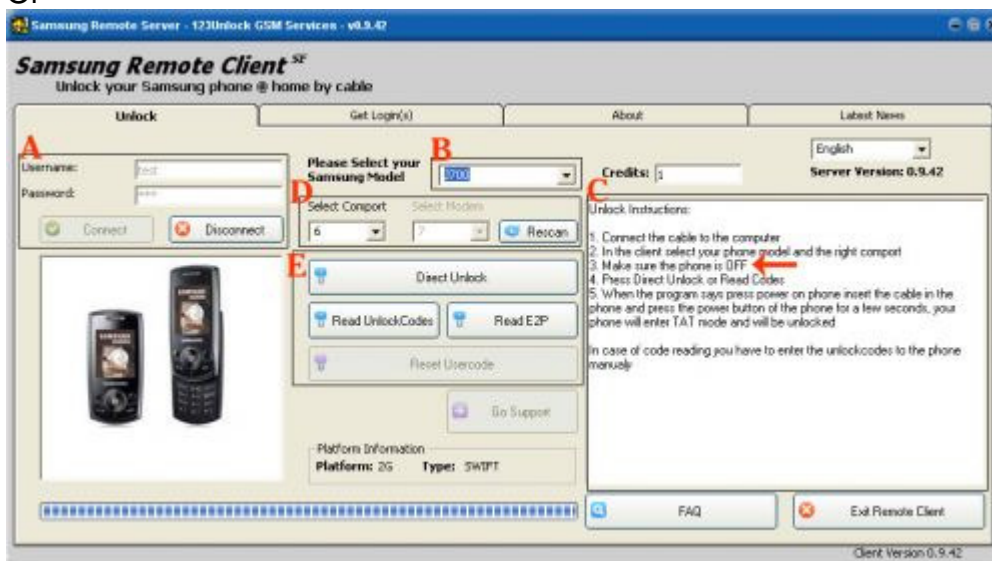 Samsung Remote Server - 123Unlock GSM Services - v0.9.42
Samsung Remote Client SE
Unlock your Samsung phone @ home by cable
Unlock
Get Login(s)
About
Latest News
A
Username: test
Password: ****
Connect
Disconnect
B
Please Select your
Samsung Model
J700
Credits: 1
English
Server Version: 0.9.42
D
Select Comport
Select Modem
6
7
Rescan
E
Direct Unlock
Read UnlockCodes
Read E2P
Reset Usercode
Go Support
Platform Information
Platform: 2G Type: SWIFT
C
Unlock Instructions:
1. Connect the cable to the computer
2. In the client select your phone model and the right comport
3. Make sure the phone is OFF
4. Press Direct Unlock or Read Codes
5. When the program says press power on phone insert the cable in the
phone and press the power button of the phone for a few seconds, your
phone will enter TAT mode and will be unlocked
In case of code reading you have to enter the unlockcodes to the phone
manualy
FAQ
Exit Remote Client
Client Version 0.9.42